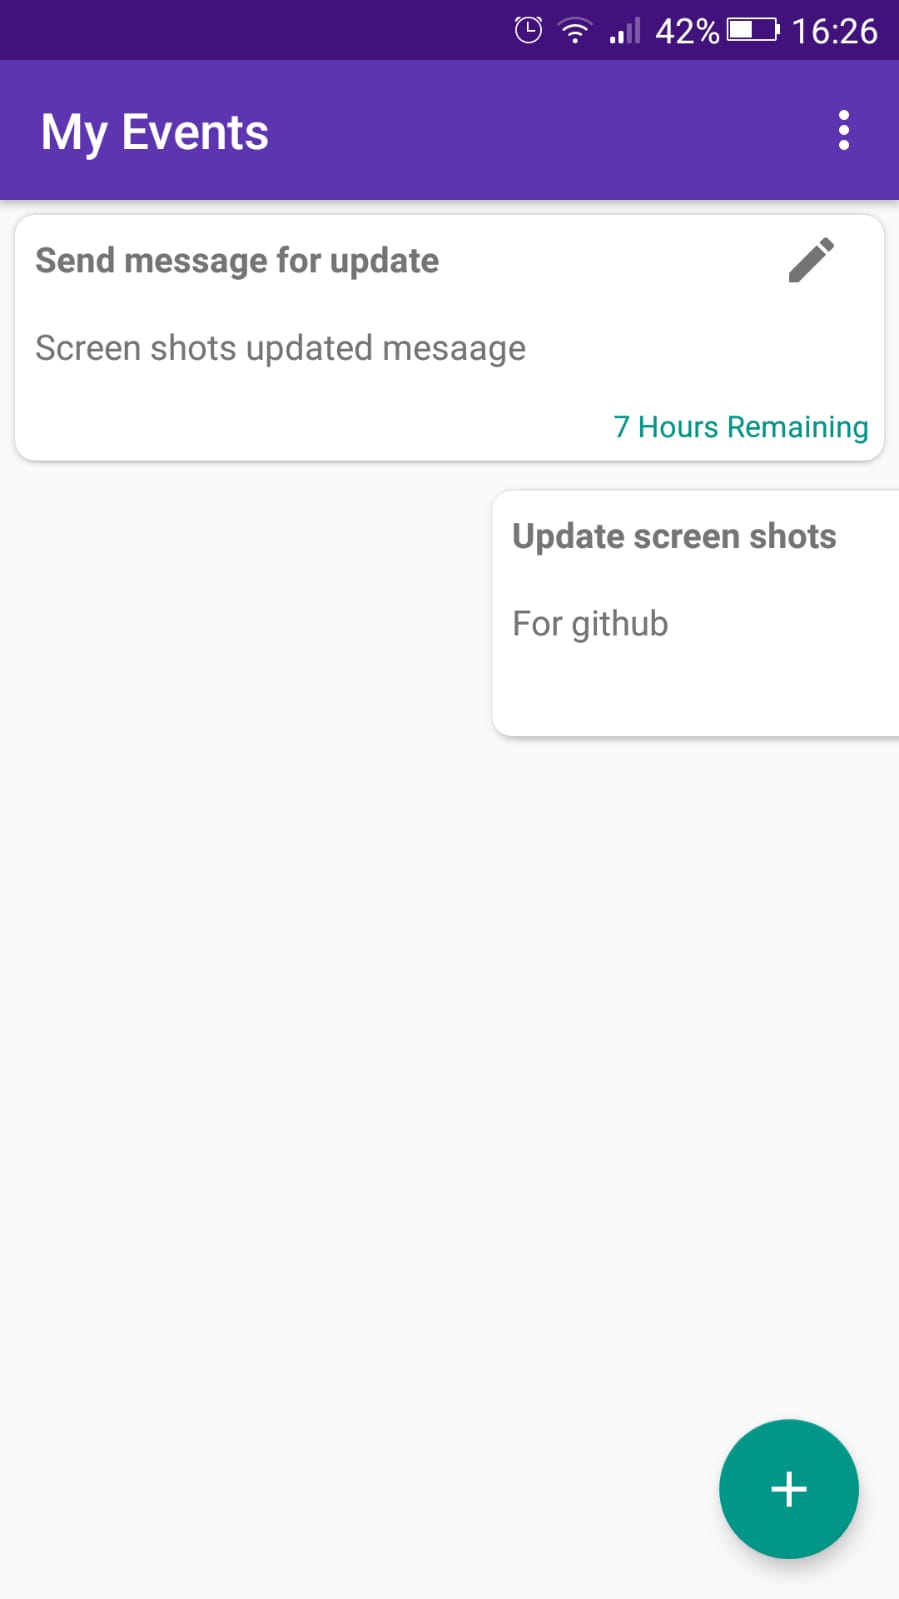 42% 16:26
My Events
Send message for update
Screen shots updated mesaage
7 Hours Remaining
Update screen shots
For github